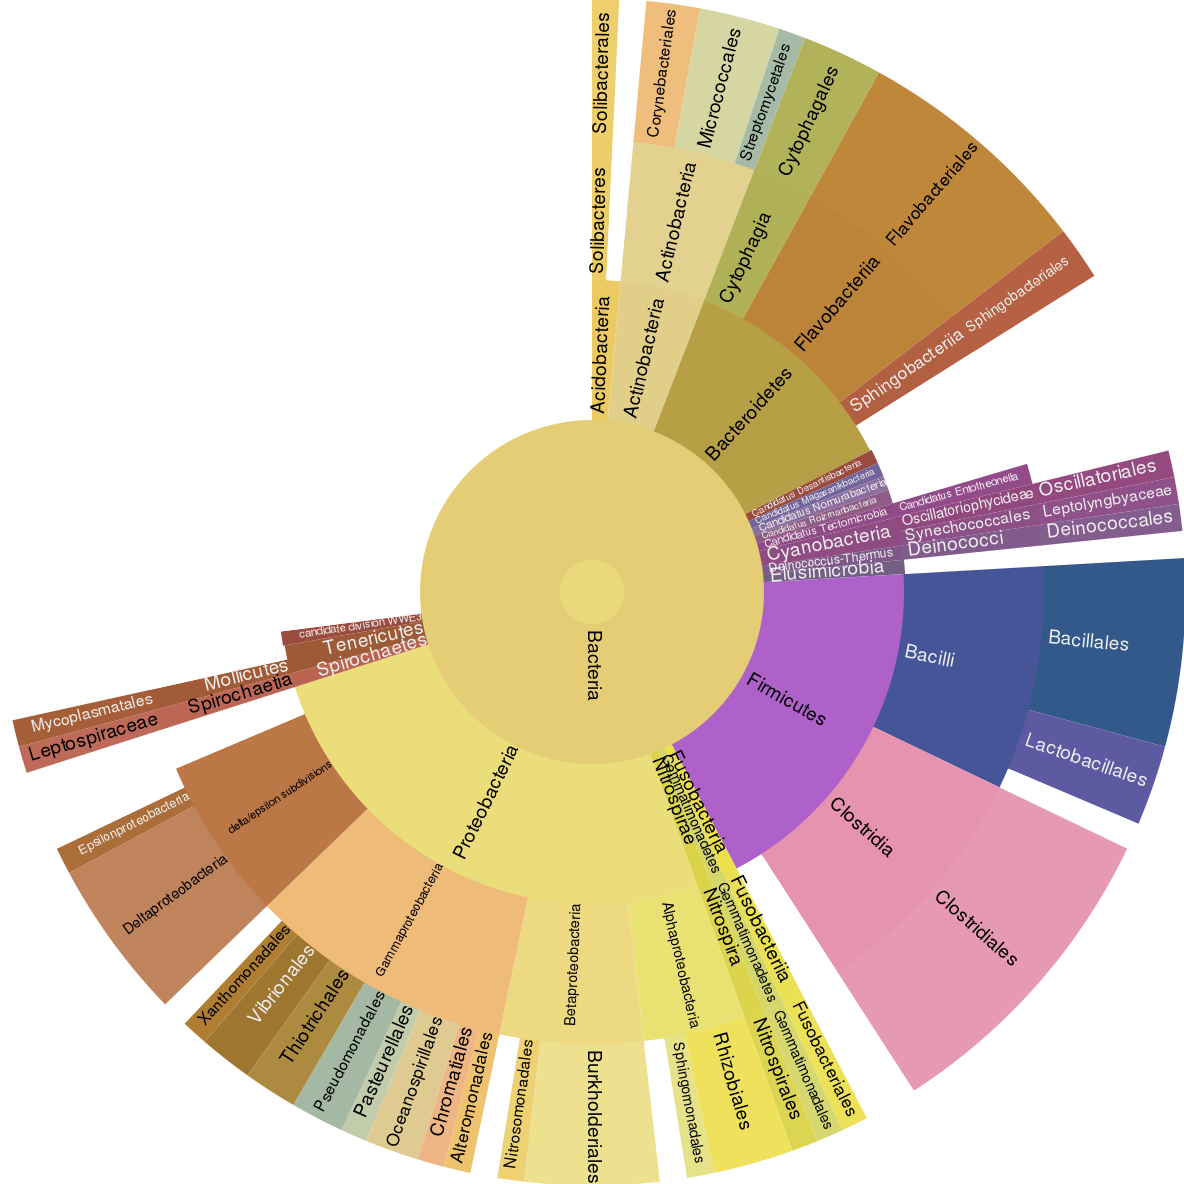 Solibacterales
Solibacteres
Acidobacteria
Corynebacteriales
Micrococcales
Streptomycetales
Actinobacteria
Actinobacteria
Cytophagales
Cytophagia
Flavobacteriales
Flavobacteriia
Sphingobacteriales
Sphingobacteriia
Bacteroidetes
Candidatus Desantisbacteria
Candidatus Magasanikbacteria
Candidatus Nomurabacteria
Candidatus Roizmanbacteria
Candidatus Tectomicrobia
Candidatus Entotheonella
Cyanobacteria
Oscillatoriophycideae
Oscillatoriales
Synechococcales
Leptolyngbyaceae
Deinococcus-Thermus
Deinococci
Deinococcales
Elusimicrobia
Firmicutes
Bacilli
Bacillales
Lactobacillales
Clostridia
Clostridiales
Fusobacteria
Fusobacteriia
Fusobacteriales
Gemmatimonadetes
Gemmatimonadetes
Gemmatimonadales
Nitrospirae
Nitrospira
Nitrospirales
Bacteria
Proteobacteria
Alphaproteobacteria
Rhizobiales
Sphingomonadales
Betaproteobacteria
Burkholderiales
Nitrosomonadales
Gammaproteobacteria
Alteromonadales
Chromatiales
Oceanospirillales
Pasteurellales
Pseudomonadales
Thiotrichales
Vibrionales
Xanthomonadales
delta/epsilon subdivisions
Deltaproteobacteria
Epsilonproteobacteria
Spirochaetes
Spirochaetia
Leptospiraceae
Tenericutes
Mollicutes
Mycoplasmatales
candidate division WWE3